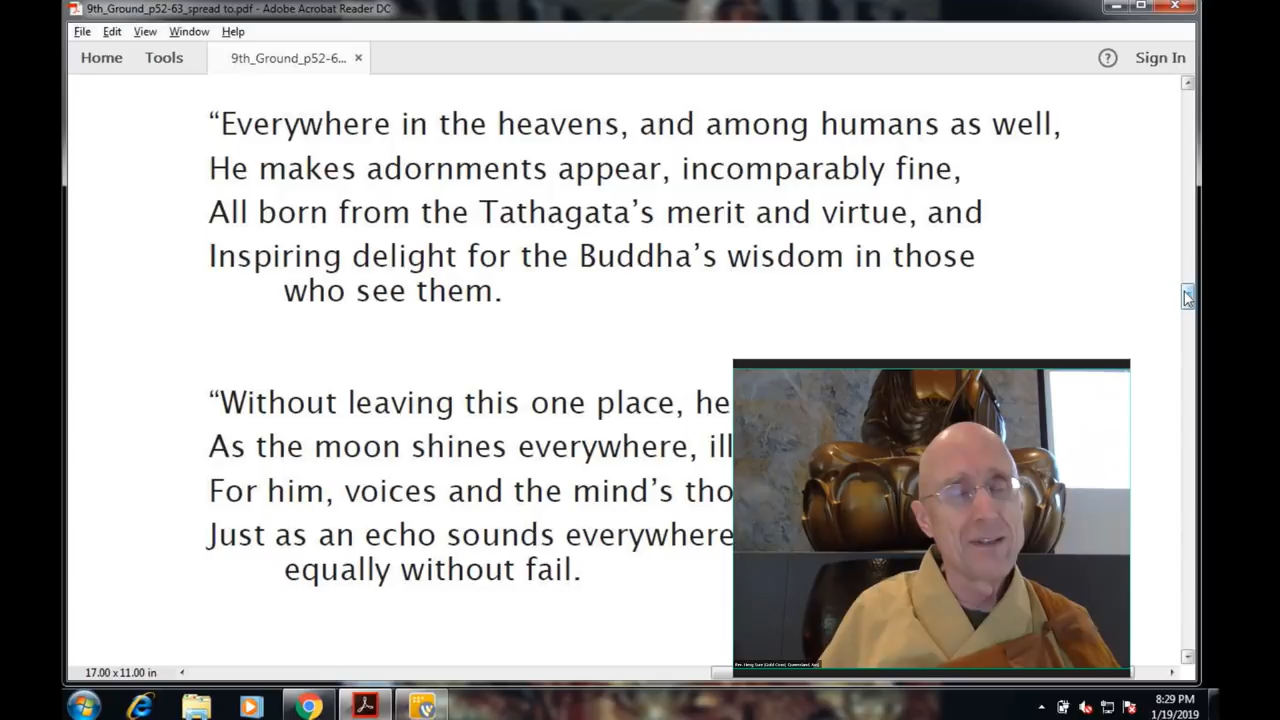 9th_Ground_p52-63_spread to.pdf - Adobe Acrobat Reader DC
File Edit View Window Help
Home Tools 9th_Ground_p52-6... × ? Sign In
“Everywhere in the heavens, and among humans as well,
He makes adornments appear, incomparably fine,
All born from the Tathagata’s merit and virtue, and
Inspiring delight for the Buddha’s wisdom in those
who see them.
“Without leaving this one place, he
As the moon shines everywhere, ill
For him, voices and the mind’s tho
Just as an echo sounds everywhere
equally without fail.
17.00 x 11.00 in
8:29 PM
1/19/2019